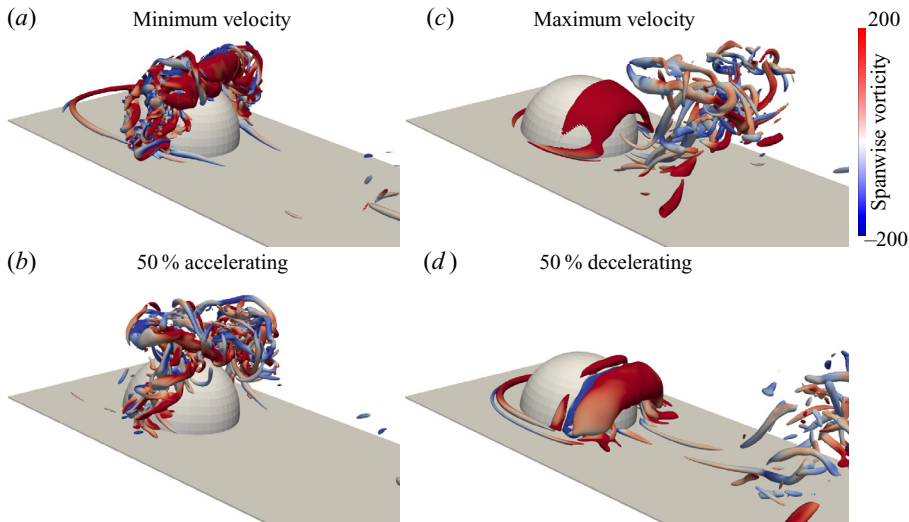 (a) Minimum velocity
(c) Maximum velocity
200
Spanwise vorticity
–200
(b) 50 % accelerating
(d) 50 % decelerating